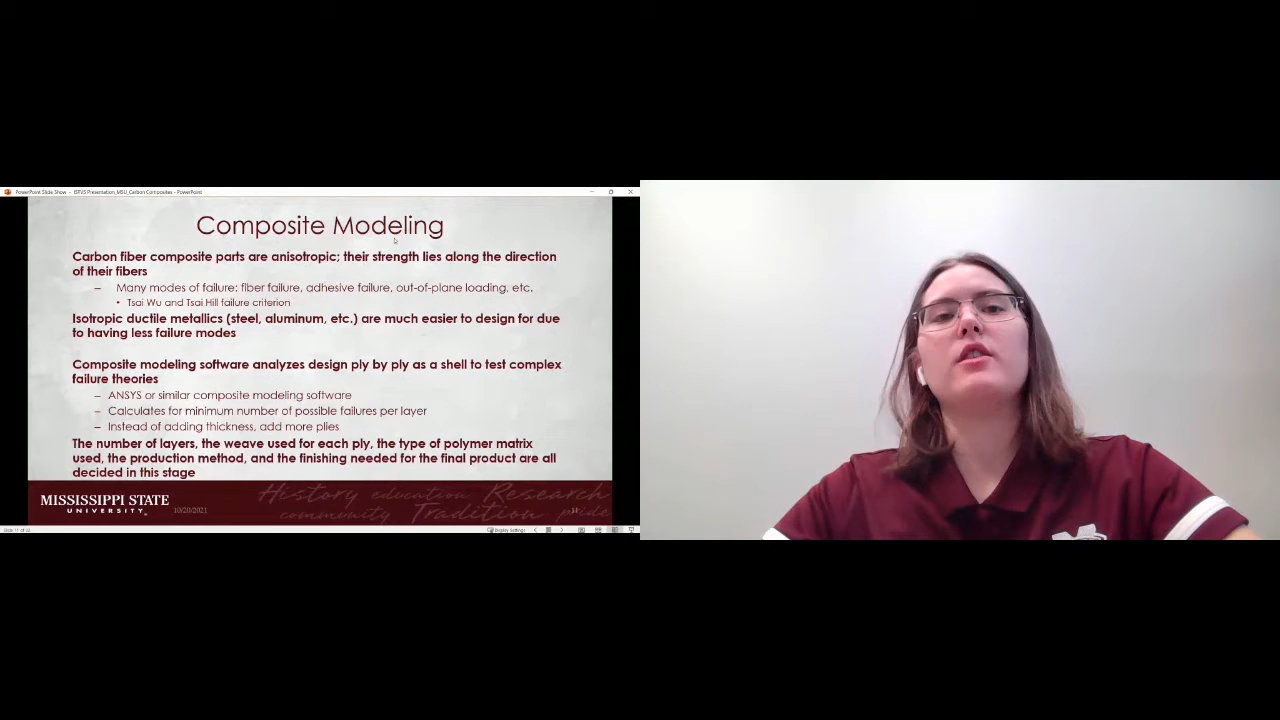 PowerPoint Slide Show - ISTVS Presentation_MSU_Carbon Composites - PowerPoint
Composite Modeling
Carbon fiber composite parts are anisotropic; their strength lies along the direction
of their fibers
– Many modes of failure: fiber failure, adhesive failure, out-of-plane loading, etc.
• Tsai Wu and Tsai Hill failure criterion
Isotropic ductile metallics (steel, aluminum, etc.) are much easier to design for due
to having less failure modes
Composite modeling software analyzes design ply by ply as a shell to test complex
failure theories
– ANSYS or similar composite modeling software
– Calculates for minimum number of possible failures per layer
– Instead of adding thickness, add more plies
The number of layers, the weave used for each ply, the type of polymer matrix
used, the production method, and the finishing needed for the final product are all
decided in this stage
MISSISSIPPI STATE
UNIVERSITY
10/20/2021
History education Research
community Tradition pride
11
Display Settings